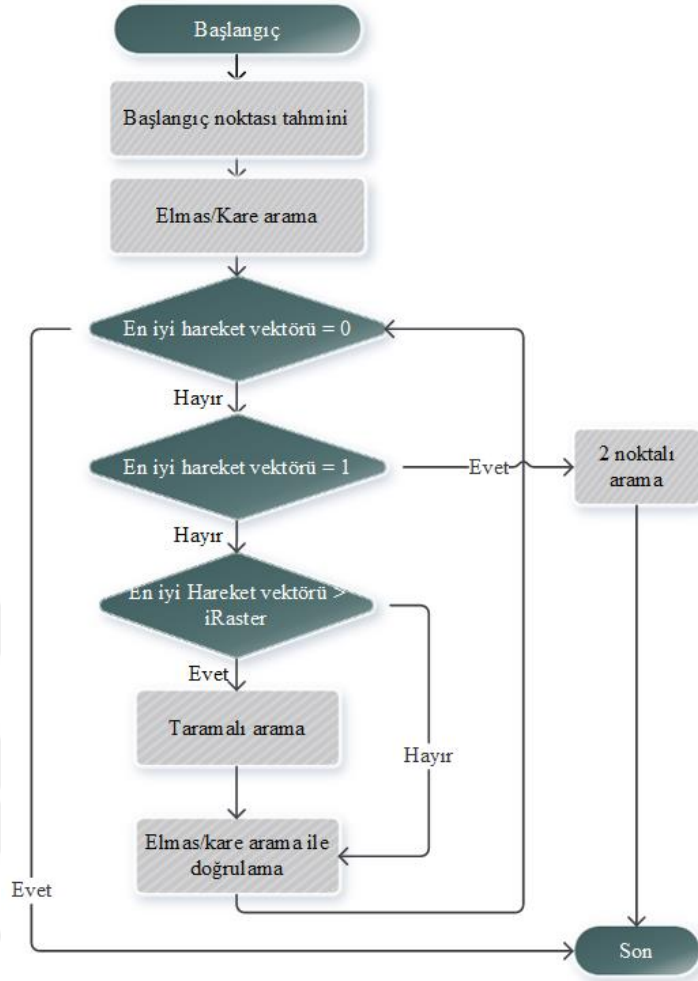 Başlangıç
Başlangıç noktası tahmini
Elmas/Kare arama
En iyi hareket vektörü = 0
Hayır
En iyi hareket vektörü = 1
Evet
2 noktalı
arama
Hayır
En iyi Hareket vektörü >
iRaster
Evet
Taramalı arama
Hayır
Elmas/kare arama ile
doğrulama
Evet
Son